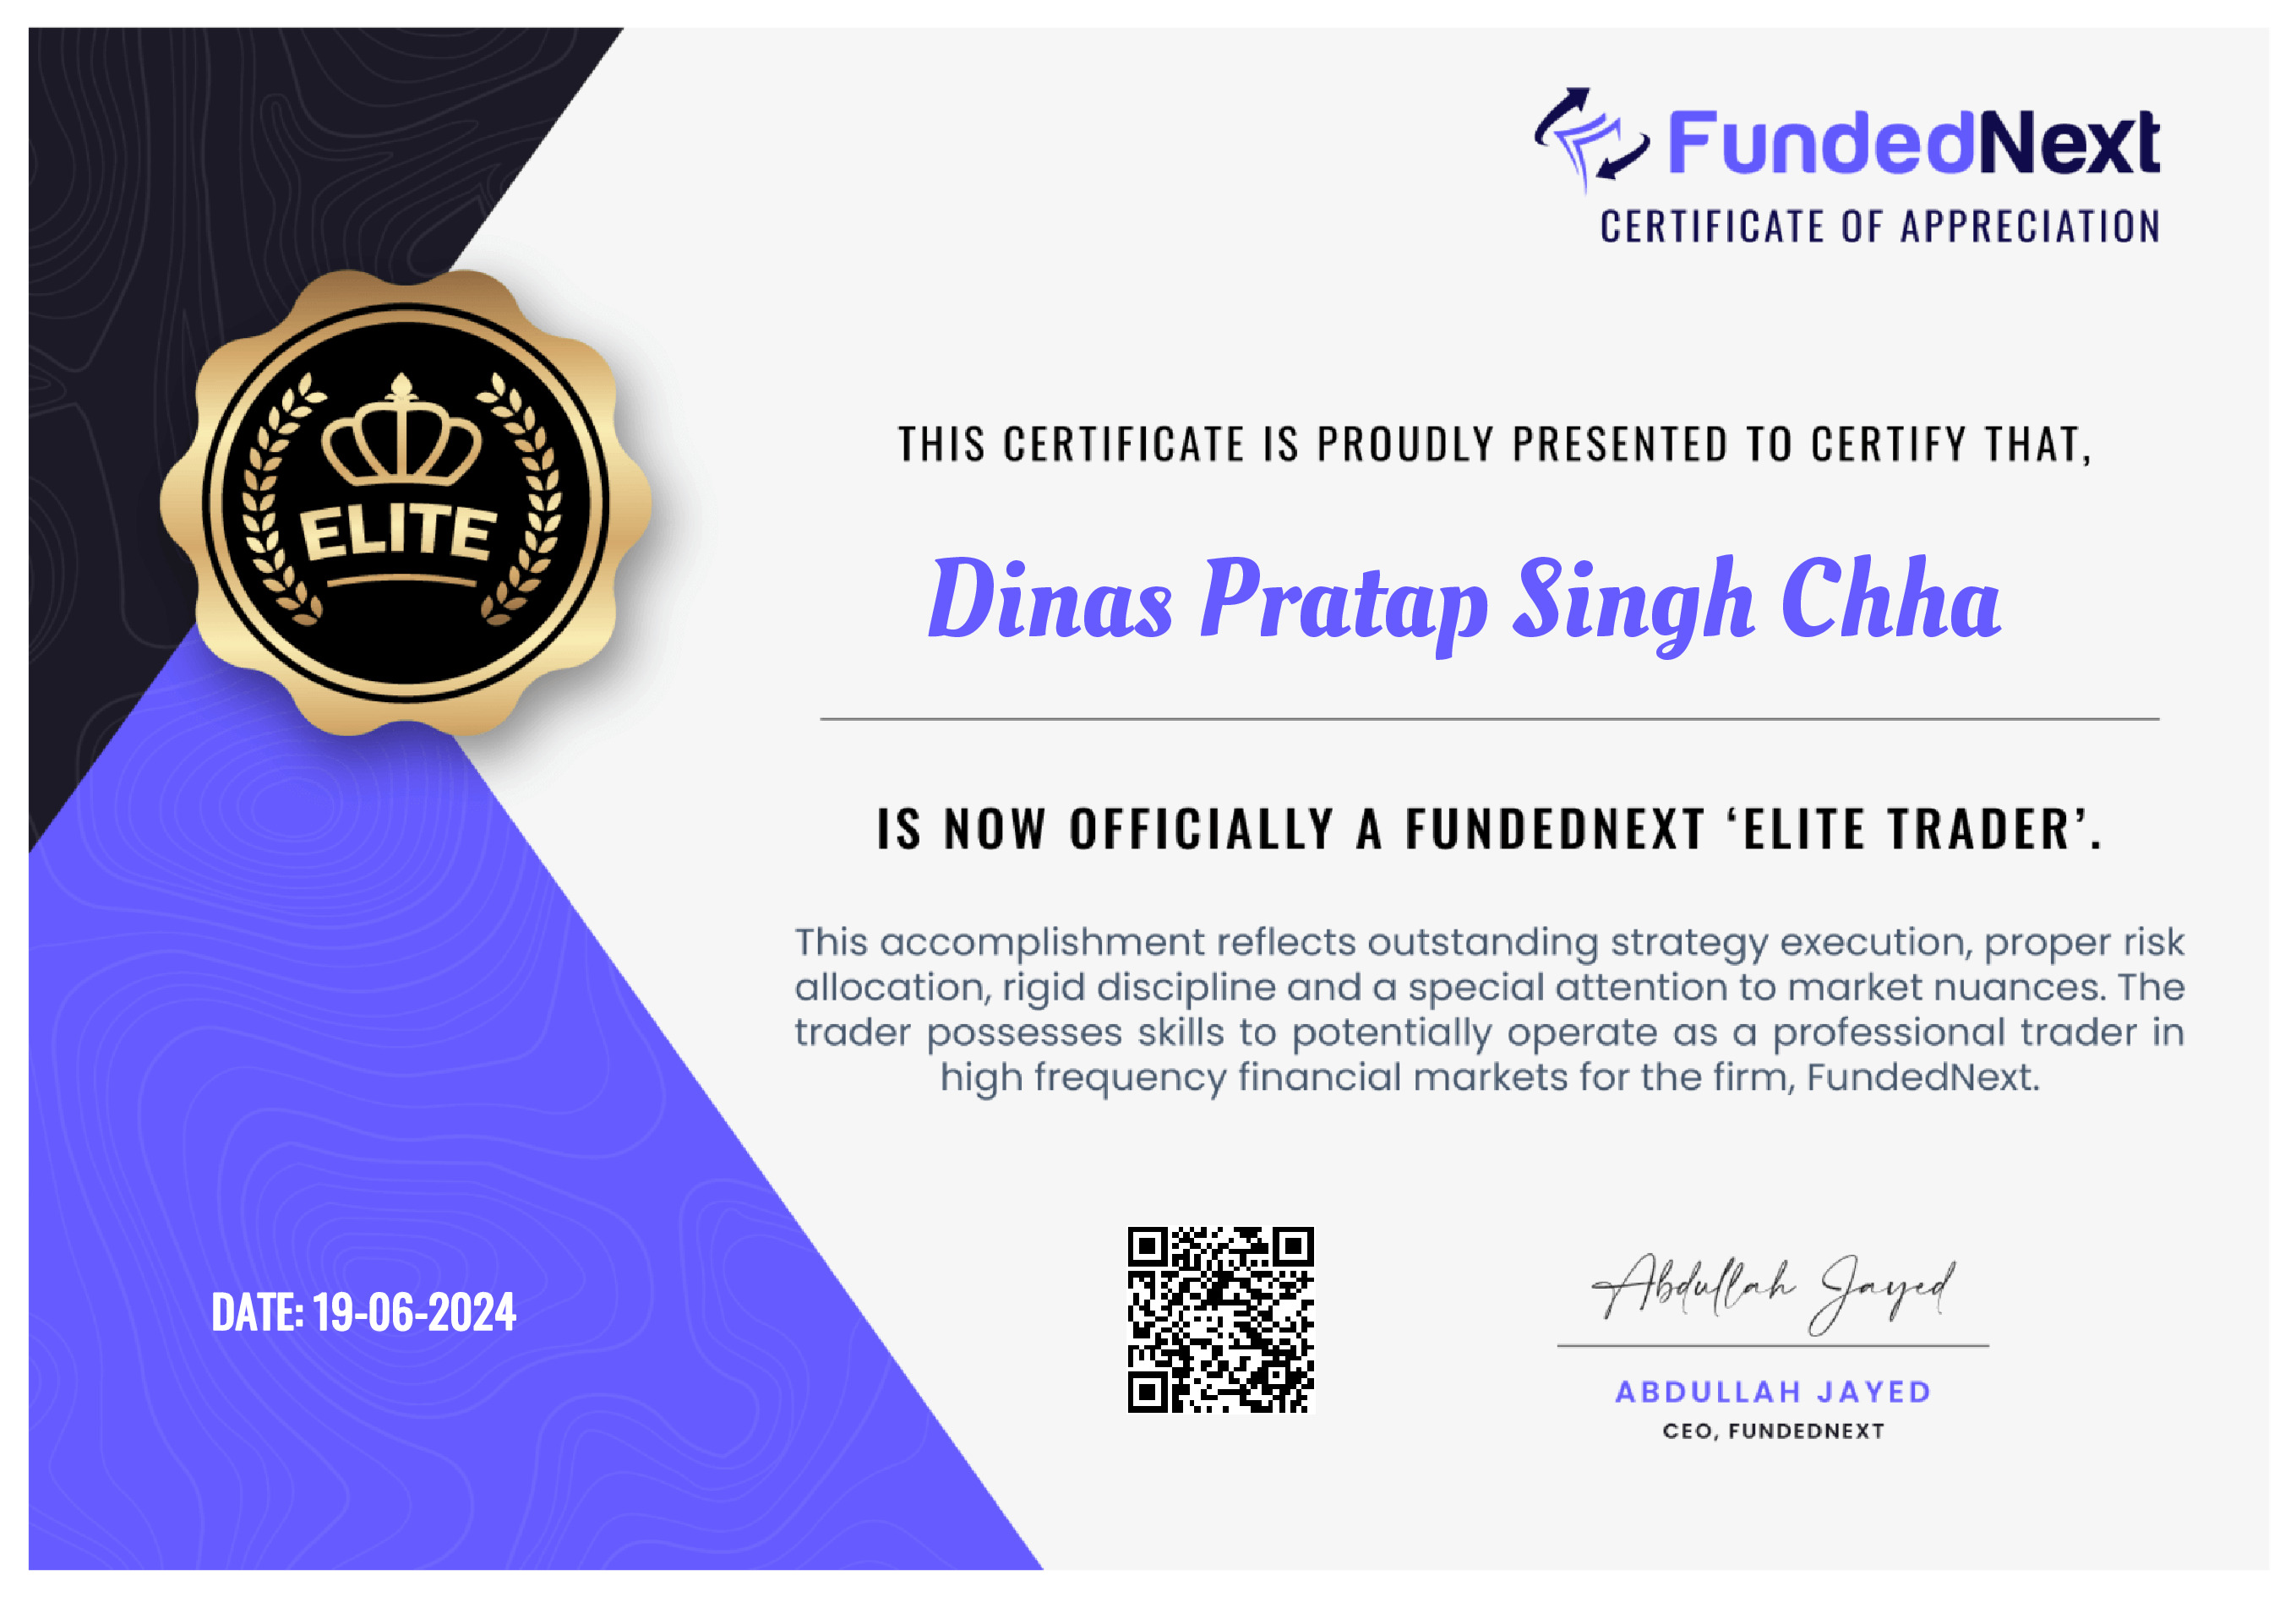 FundedNext
CERTIFICATE OF APPRECIATION
ELITE
THIS CERTIFICATE IS PROUDLY PRESENTED TO CERTIFY THAT,
Dinas Pratap Singh Chha
IS NOW OFFICIALLY A FUNDEDNEXT ‘ELITE TRADER’.
This accomplishment reflects outstanding strategy execution, proper risk
allocation, rigid discipline and a special attention to market nuances. The
trader possesses skills to potentially operate as a professional trader in
high frequency financial markets for the firm, FundedNext.
DATE: 19-06-2024
Abdullah Jayed
ABDULLAH JAYED
CEO, FUNDEDNEXT